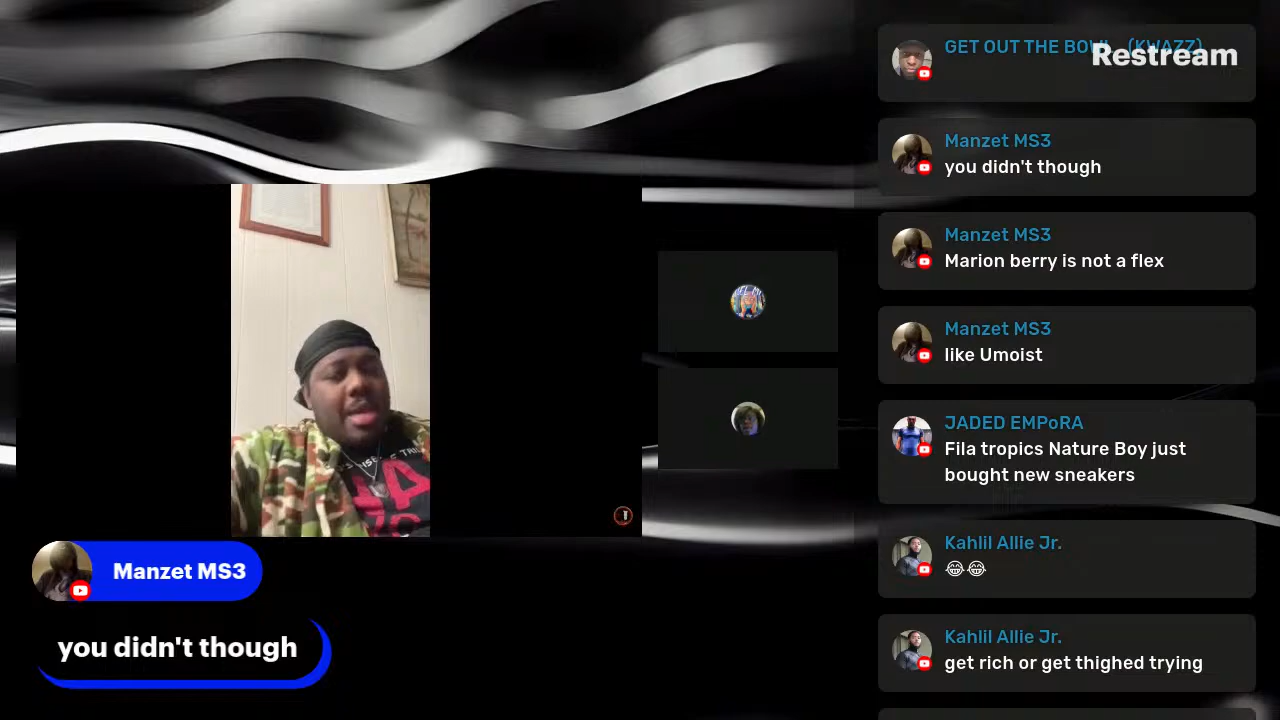 GET OUT THE BOWL (KWAZZ)
Restream
Manzet MS3
you didn't though
Manzet MS3
Marion berry is not a flex
Manzet MS3
like Umoist
JADED EMPoRA
Fila tropics Nature Boy just
bought new sneakers
Kahlil Allie Jr.
😂😂
Kahlil Allie Jr.
get rich or get thighed trying
Manzet MS3
you didn't though